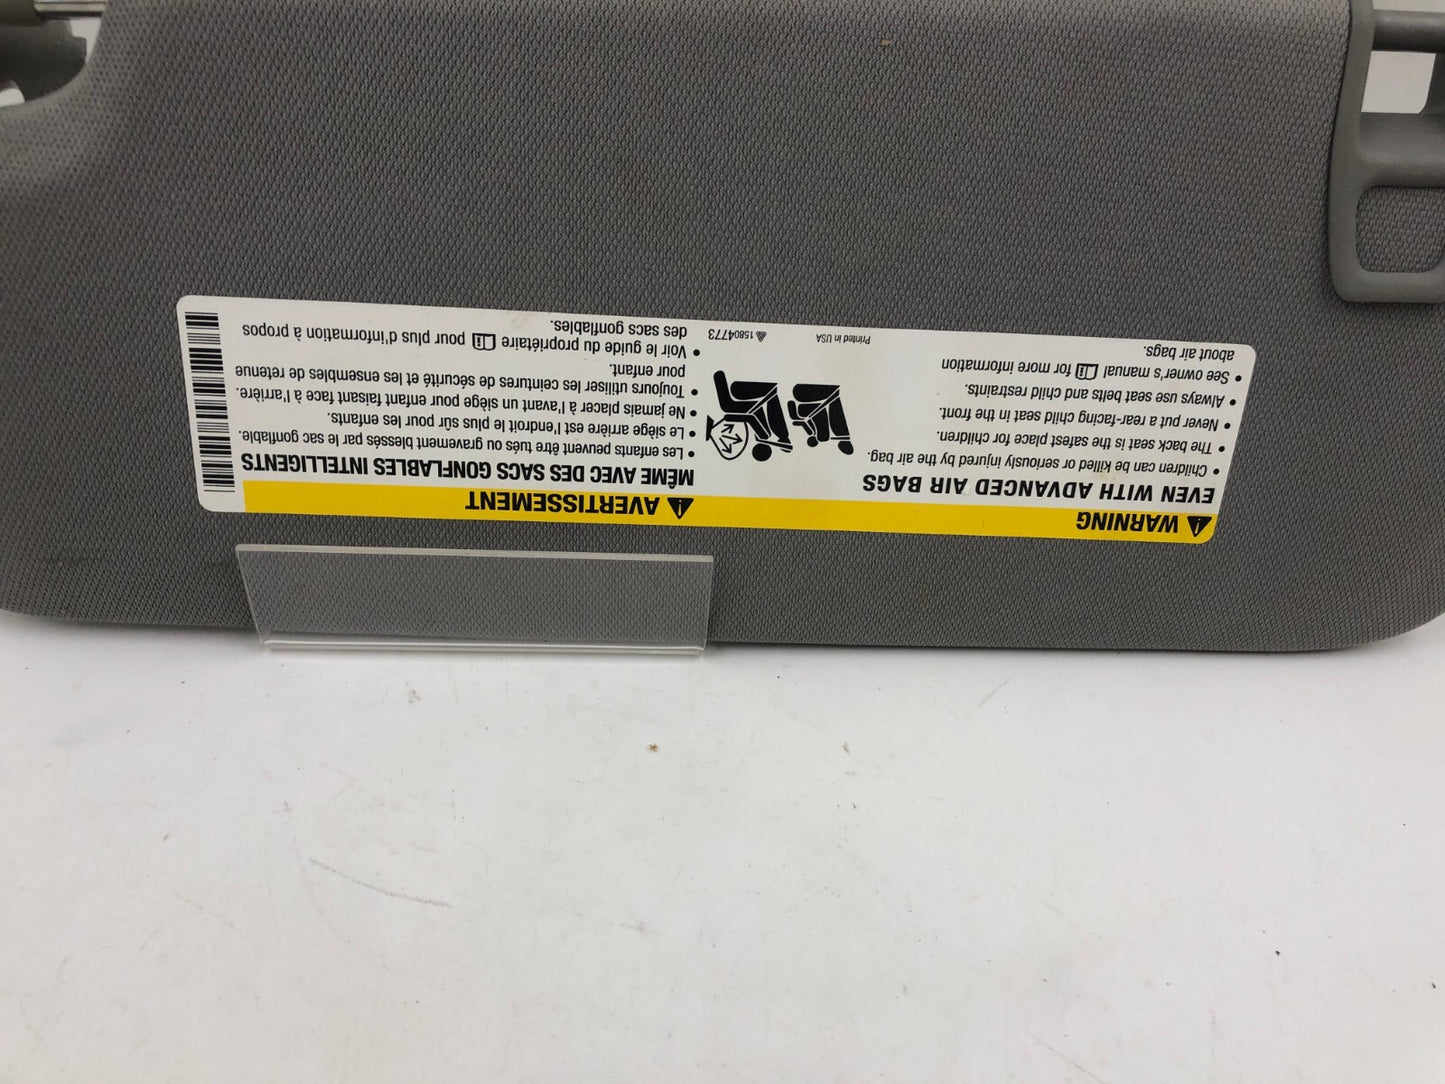 WARNING
EVEN WITH ADVANCED AIR BAGS
• Children can be killed or seriously injured by the air bag.
• The back seat is the safest place for children.
• Never put a rear-facing child seat in the front.
• Always use seat belts and child restraints.
• See owner's manual for more information
about air bags.
Printed in USA
15804773
AVERTISSEMENT
MÊME AVEC DES SACS GONFLABLES INTELLIGENTS
• Les enfants peuvent être tués ou gravement blessés par le sac gonflable.
• Le siège arrière est l'endroit le plus sûr pour les enfants.
• Ne jamais placer à l'avant un siège pour enfant faisant face à l'arrière.
• Toujours utiliser les ceintures de sécurité et les ensembles de retenue
pour enfant.
• Voir le guide du propriétaire pour plus d'information à propos
des sacs gonflables.